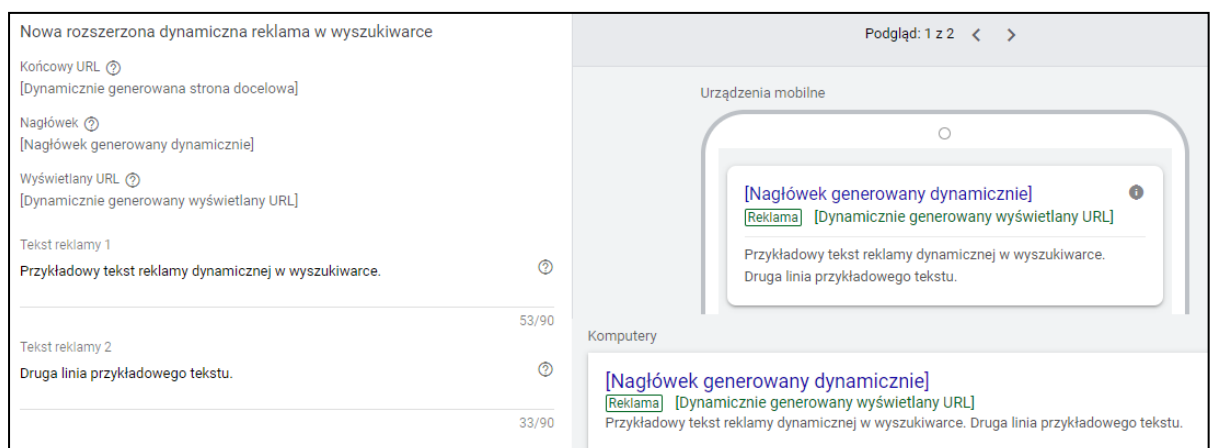 Nowa rozszerzona dynamiczna reklama w wyszukiwarce
Końcowy URL
[Dynamicznie generowana strona docelowa]
Nagłówek
[Nagłówek generowany dynamicznie]
Wyświetlany URL
[Dynamicznie generowany wyświetlany URL]
Tekst reklamy 1
Przykładowy tekst reklamy dynamicznej w wyszukiwarce.
53/90
Tekst reklamy 2
Druga linia przykładowego tekstu.
33/90
Podgląd: 1 z 2
Urządzenia mobilne
[Nagłówek generowany dynamicznie]
Reklama [Dynamicznie generowany wyświetlany URL]
Przykładowy tekst reklamy dynamicznej w wyszukiwarce.
Druga linia przykładowego tekstu.
Komputery
[Nagłówek generowany dynamicznie]
Reklama [Dynamicznie generowany wyświetlany URL]
Przykładowy tekst reklamy dynamicznej w wyszukiwarce. Druga linia przykładowego tekstu.